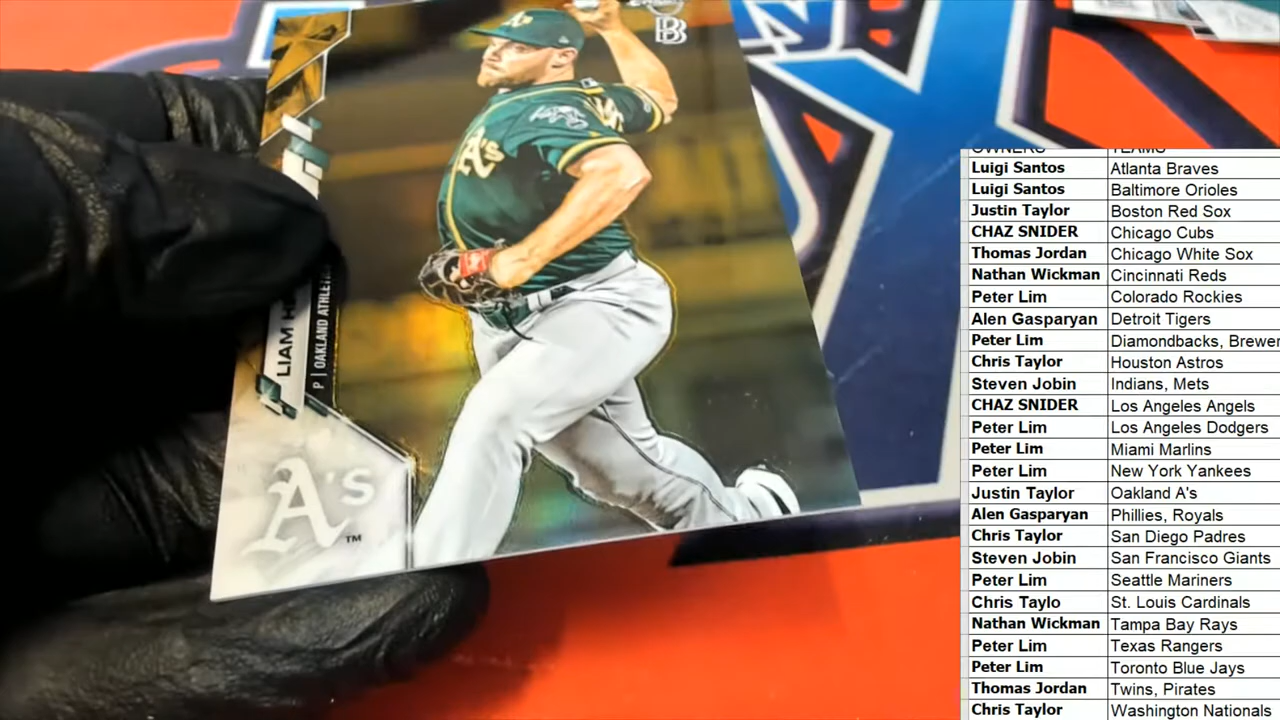 A's
LIAM H
P | OAKLAND ATHLET
A's
TM
OWNERS TEAMS
Luigi Santos Atlanta Braves
Luigi Santos Baltimore Orioles
Justin Taylor Boston Red Sox
CHAZ SNIDER Chicago Cubs
Thomas Jordan Chicago White Sox
Nathan Wickman Cincinnati Reds
Peter Lim Colorado Rockies
Alen Gasparyan Detroit Tigers
Peter Lim Diamondbacks, Brewer
Chris Taylor Houston Astros
Steven Jobin Indians, Mets
CHAZ SNIDER Los Angeles Angels
Peter Lim Los Angeles Dodgers
Peter Lim Miami Marlins
Peter Lim New York Yankees
Justin Taylor Oakland A's
Alen Gasparyan Phillies, Royals
Chris Taylor San Diego Padres
Steven Jobin San Francisco Giants
Peter Lim Seattle Mariners
Chris Taylo St. Louis Cardinals
Nathan Wickman Tampa Bay Rays
Peter Lim Texas Rangers
Peter Lim Toronto Blue Jays
Thomas Jordan Twins, Pirates
Chris Taylor Washington Nationals